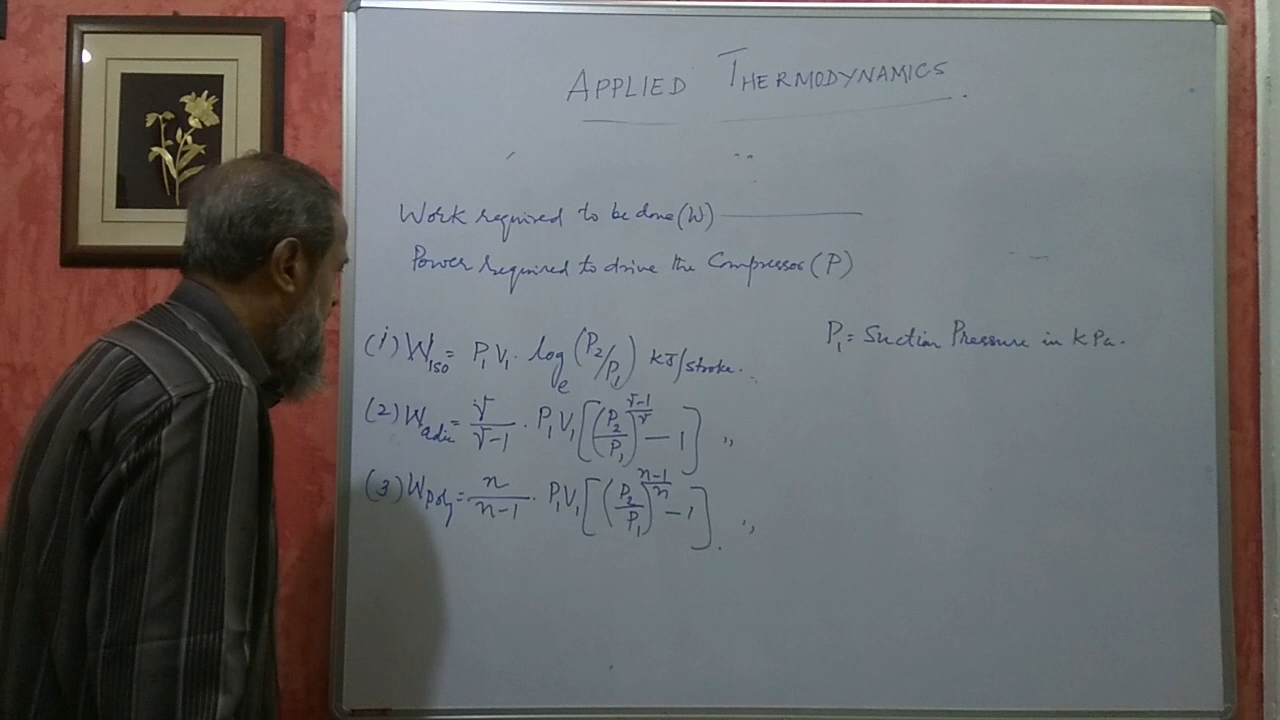 APPLIED THERMODYNAMICS.
Work required to be done (W)
Power required to drive the Compressor (P)
(1) W_iso = P₁V₁. log_e (P₂/P₁) kJ/stroke.
P₁ = Suction Pressure in kPa.
(2) W_adic = γ/(γ-1) . P₁V₁ [(P₂/P₁)^((γ-1)/γ) - 1] ,,
(3) W_Poly = n/(n-1) . P₁V₁ [(P₂/P₁)^((n-1)/n) - 1]. ,,